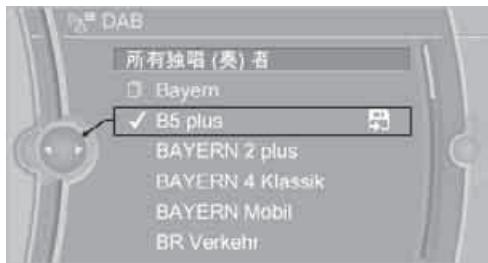 DAB
所有独唱 (奏) 者
Bayern
B5 plus
BAYERN 2 plus
BAYERN 4 Klassik
BAYERN Mobil
BR Verkehr